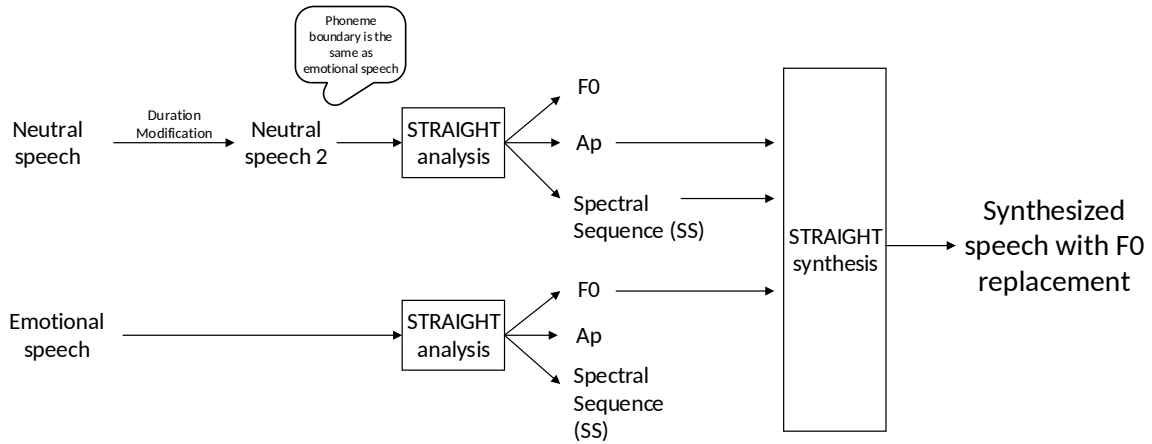 Phoneme
boundary is the
same as
emotional speech
Neutral
speech
Duration
Modification
Neutral
speech 2
STRAIGHT
analysis
F0
Ap
Spectral
Sequence (SS)
STRAIGHT
synthesis
Synthesized
speech with F0
replacement
Emotional
speech
STRAIGHT
analysis
F0
Ap
Spectral
Sequence
(SS)